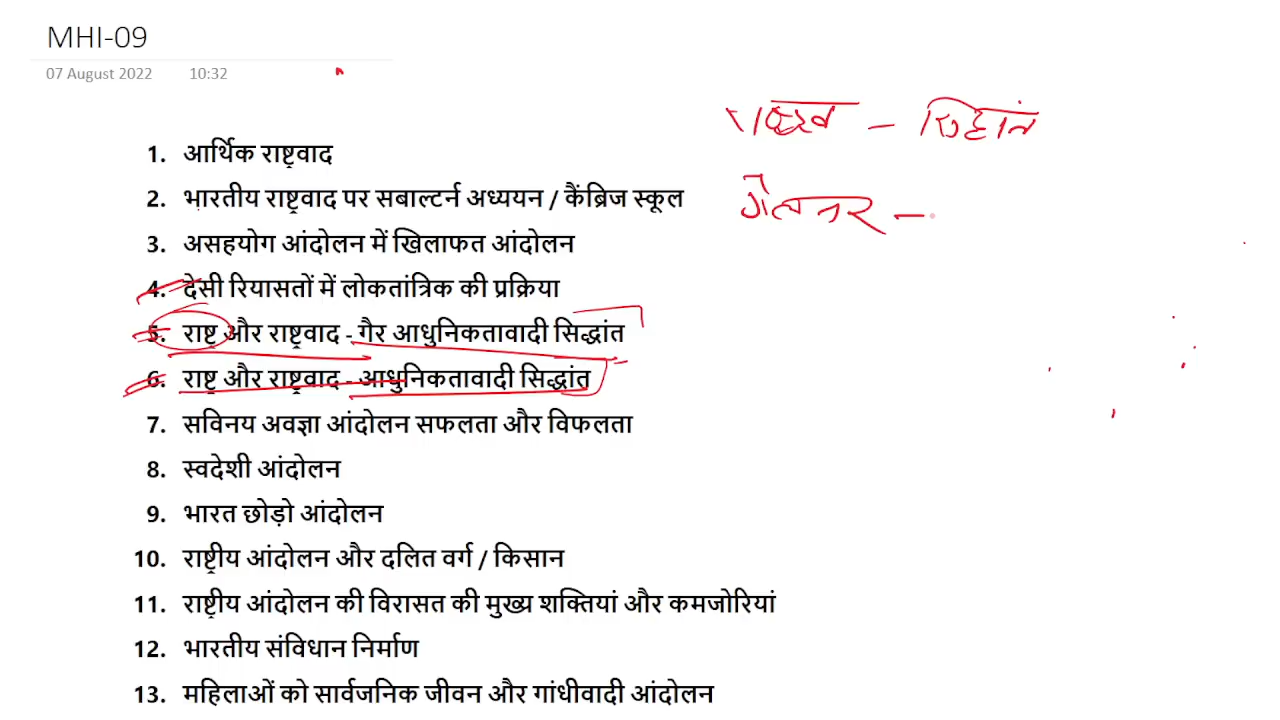 MHI-09
07 August 2022 10:32
1. आर्थिक राष्ट्रवाद
2. भारतीय राष्ट्रवाद पर सबाल्टर्न अध्ययन / कैंब्रिज स्कूल
3. असहयोग आंदोलन में खिलाफत आंदोलन
4. देसी रियासतों में लोकतांत्रिक की प्रक्रिया
5. राष्ट्र और राष्ट्रवाद - गैर आधुनिकतावादी सिद्धांत
6. राष्ट्र और राष्ट्रवाद - आधुनिकतावादी सिद्धांत
7. सविनय अवज्ञा आंदोलन सफलता और विफलता
8. स्वदेशी आंदोलन
9. भारत छोड़ो आंदोलन
10. राष्ट्रीय आंदोलन और दलित वर्ग / किसान
11. राष्ट्रीय आंदोलन की विरासत की मुख्य शक्तियां और कमजोरियां
12. भारतीय संविधान निर्माण
13. महिलाओं को सार्वजनिक जीवन और गांधीवादी आंदोलन